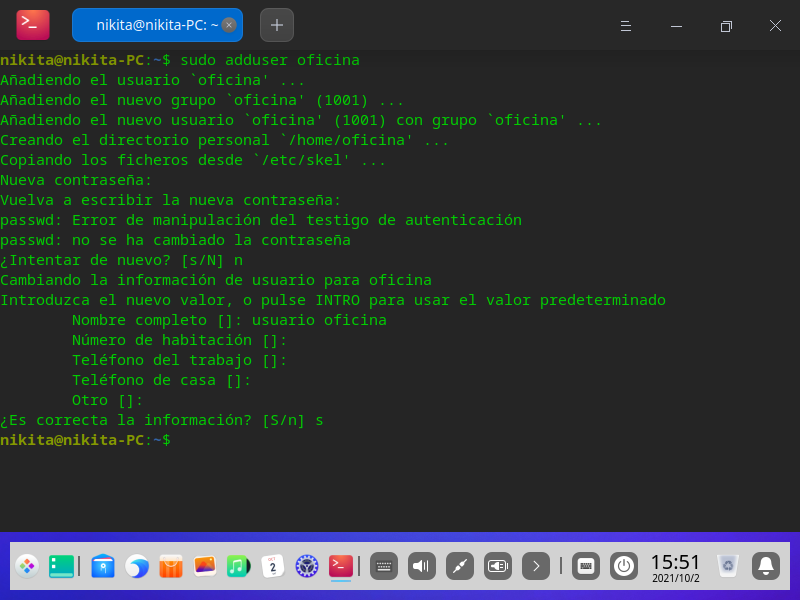 nikita@nikita-PC: ~
nikita@nikita-PC:~$ sudo adduser oficina
Añadiendo el usuario `oficina' ...
Añadiendo el nuevo grupo `oficina' (1001) ...
Añadiendo el nuevo usuario `oficina' (1001) con grupo `oficina' ...
Creando el directorio personal `/home/oficina' ...
Copiando los ficheros desde `/etc/skel' ...
Nueva contraseña:
Vuelva a escribir la nueva contraseña:
passwd: Error de manipulación del testigo de autenticación
passwd: no se ha cambiado la contraseña
¿Intentar de nuevo? [s/N] n
Cambiando la información de usuario para oficina
Introduzca el nuevo valor, o pulse INTRO para usar el valor predeterminado
Nombre completo []: usuario oficina
Número de habitación []:
Teléfono del trabajo []:
Teléfono de casa []:
Otro []:
¿Es correcta la información? [S/n] s
nikita@nikita-PC:~$
OCT
2
15:51
2021/10/2